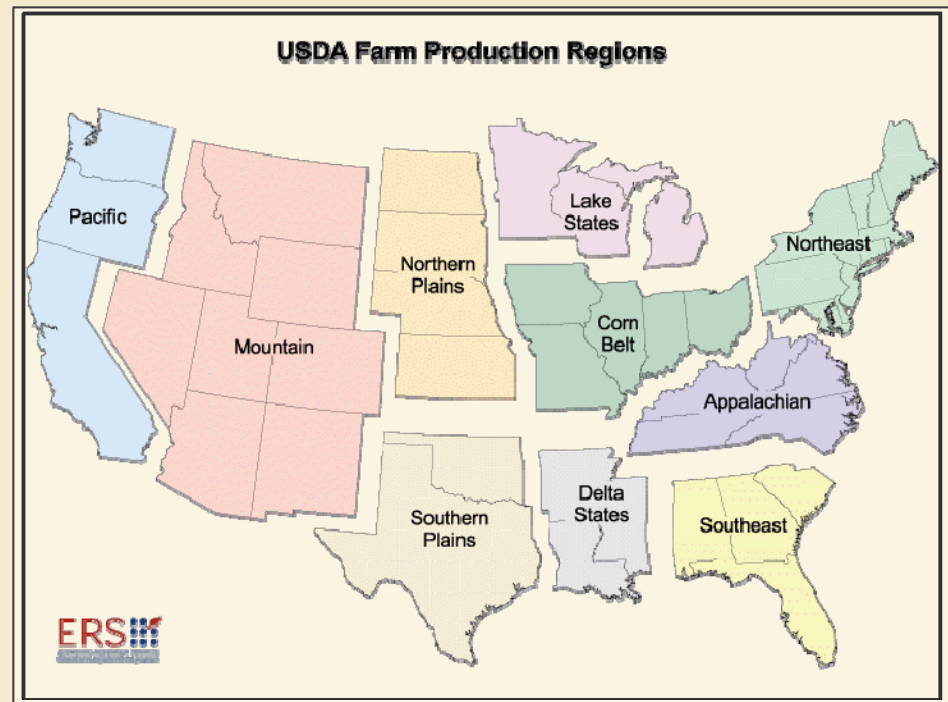 USDA Farm Production Regions
Pacific
Mountain
Northern
Plains
Lake
States
Corn
Belt
Northeast
Appalachian
Southern
Plains
Delta
States
Southeast
ERS